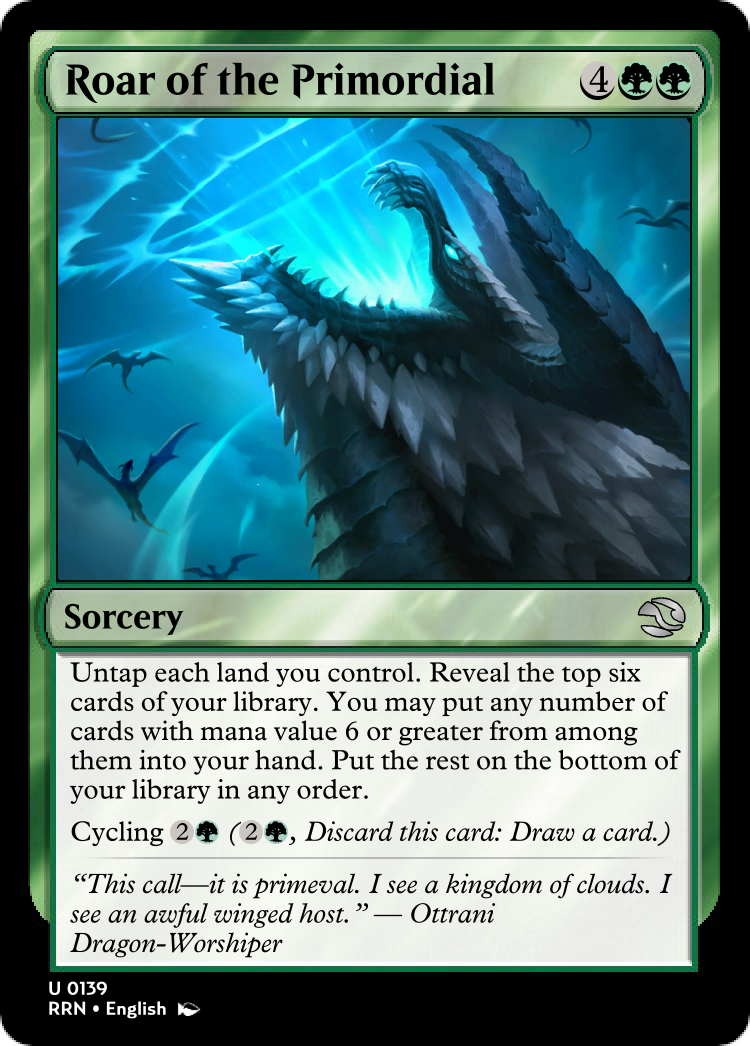 Roar of the Primordial 4
Sorcery
Untap each land you control. Reveal the top six
cards of your library. You may put any number of
cards with mana value 6 or greater from among
them into your hand. Put the rest on the bottom of
your library in any order.
Cycling 2 (2, Discard this card: Draw a card.)
“This call—it is primeval. I see a kingdom of clouds. I
see an awful winged host.” — Ottrani
Dragon-Worshiper
U 0139
RRN • English